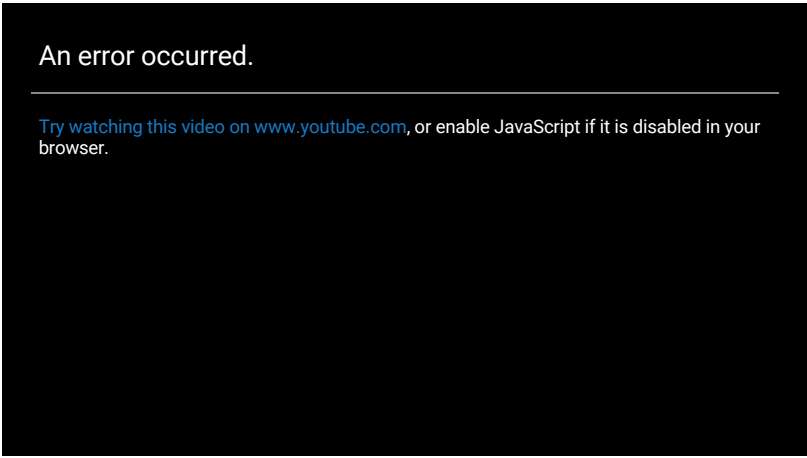 An error occurred.
Try watching this video on www.youtube.com, or enable JavaScript if it is disabled in your
browser.